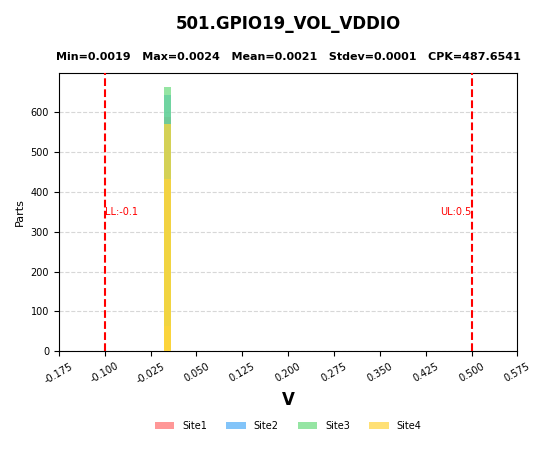 501.GPIO19_VOL_VDDIO
Min=0.0019 Max=0.0024 Mean=0.0021 Stdev=0.0001 CPK=487.6541
600
500
400
300
200
100
0
Parts
LL:-0.1
UL:0.5
-0.175 -0.100 -0.025 0.050 0.125 0.200 0.275 0.350 0.425 0.500 0.575
V
Site1 Site2 Site3 Site4